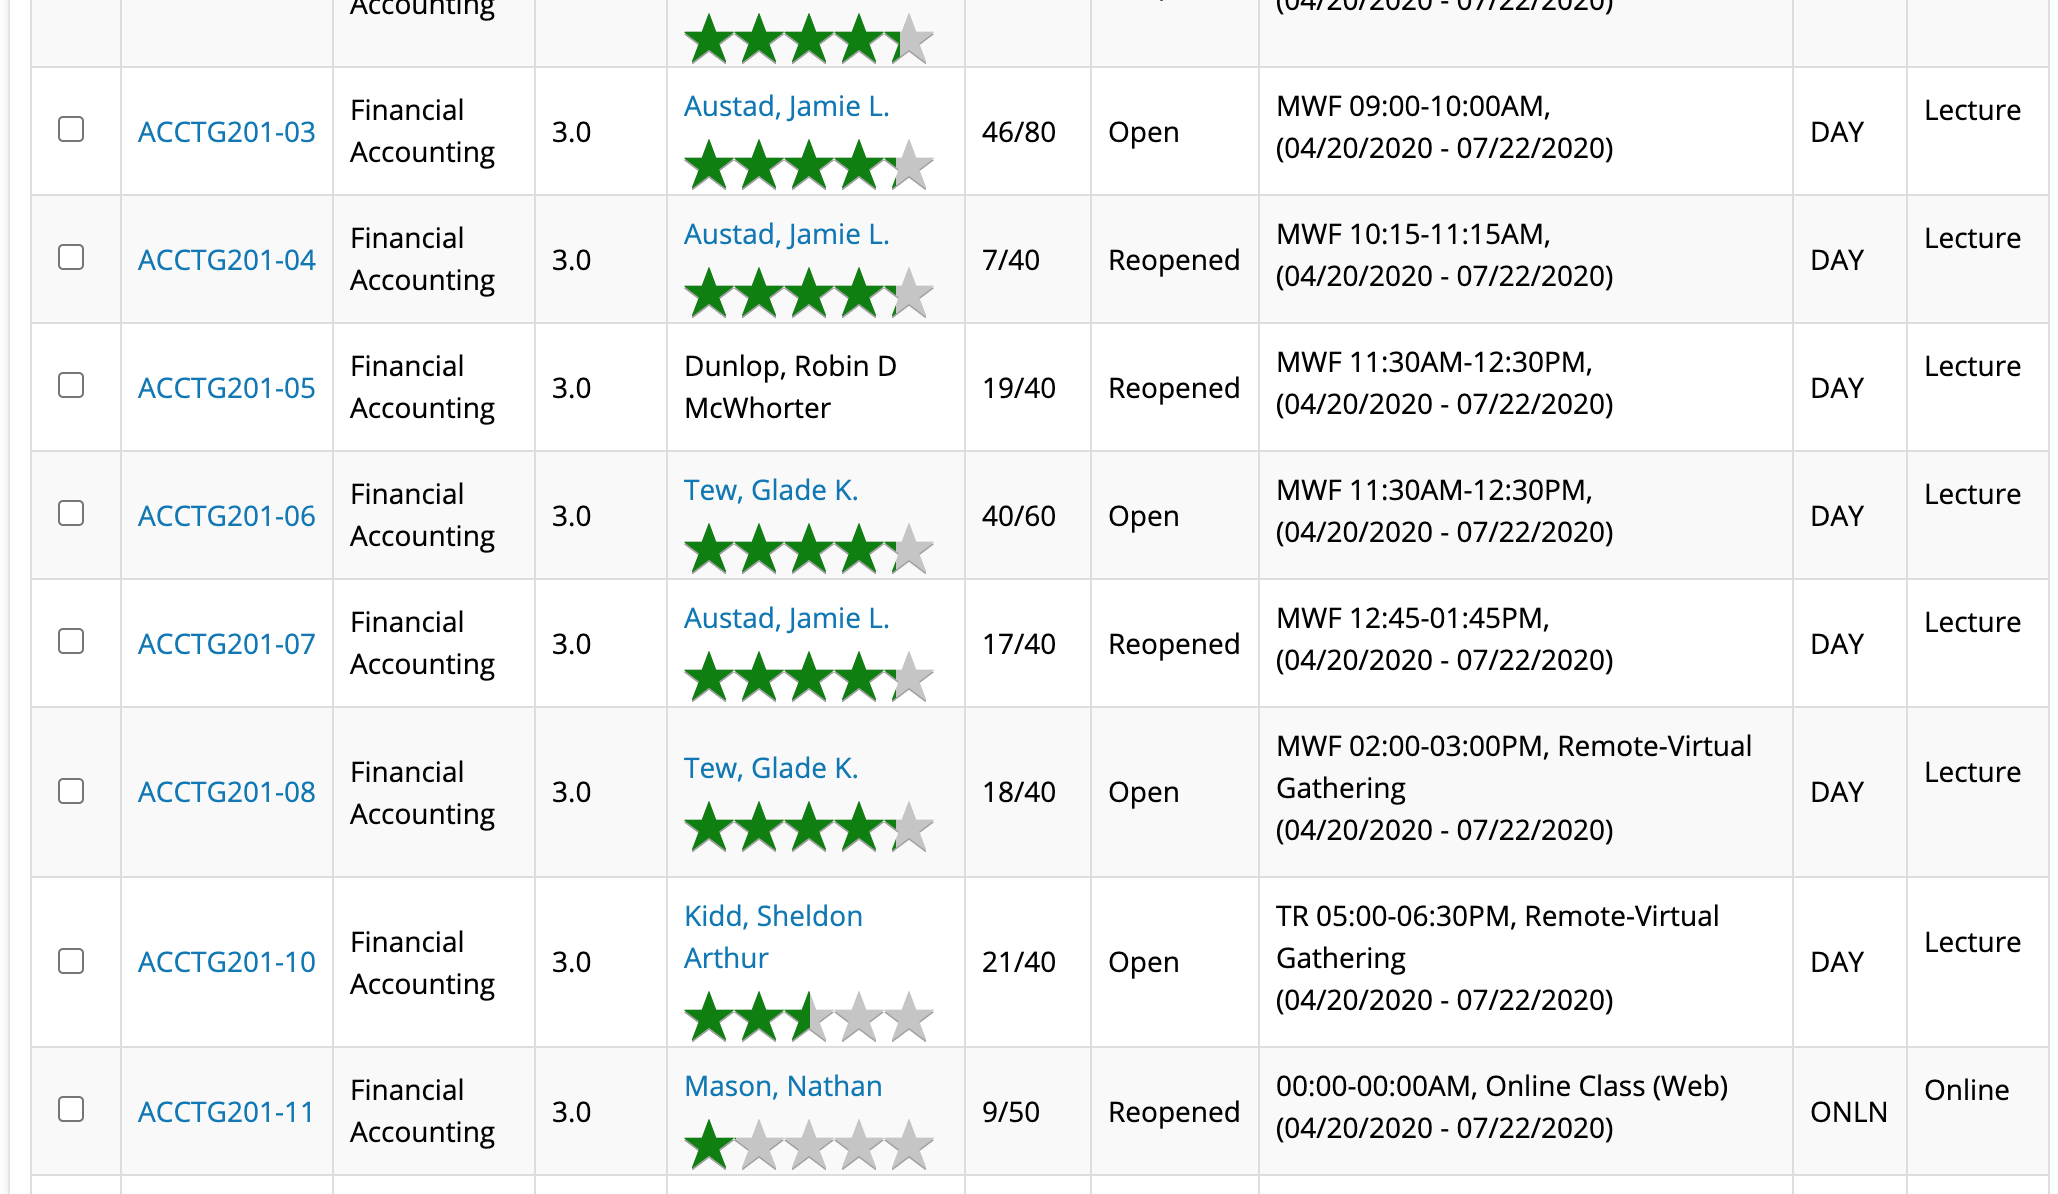 Accounting
(04/20/2020 - 07/22/2020)
ACCTG201-03
Financial
Accounting
3.0
Austad, Jamie L.
46/80
Open
MWF 09:00-10:00AM,
(04/20/2020 - 07/22/2020)
DAY
Lecture
ACCTG201-04
Financial
Accounting
3.0
Austad, Jamie L.
7/40
Reopened
MWF 10:15-11:15AM,
(04/20/2020 - 07/22/2020)
DAY
Lecture
ACCTG201-05
Financial
Accounting
3.0
Dunlop, Robin D
McWhorter
19/40
Reopened
MWF 11:30AM-12:30PM,
(04/20/2020 - 07/22/2020)
DAY
Lecture
ACCTG201-06
Financial
Accounting
3.0
Tew, Glade K.
40/60
Open
MWF 11:30AM-12:30PM,
(04/20/2020 - 07/22/2020)
DAY
Lecture
ACCTG201-07
Financial
Accounting
3.0
Austad, Jamie L.
17/40
Reopened
MWF 12:45-01:45PM,
(04/20/2020 - 07/22/2020)
DAY
Lecture
ACCTG201-08
Financial
Accounting
3.0
Tew, Glade K.
18/40
Open
MWF 02:00-03:00PM, Remote-Virtual
Gathering
(04/20/2020 - 07/22/2020)
DAY
Lecture
ACCTG201-10
Financial
Accounting
3.0
Kidd, Sheldon
Arthur
21/40
Open
TR 05:00-06:30PM, Remote-Virtual
Gathering
(04/20/2020 - 07/22/2020)
DAY
Lecture
ACCTG201-11
Financial
Accounting
3.0
Mason, Nathan
9/50
Reopened
00:00-00:00AM, Online Class (Web)
(04/20/2020 - 07/22/2020)
ONLN
Online